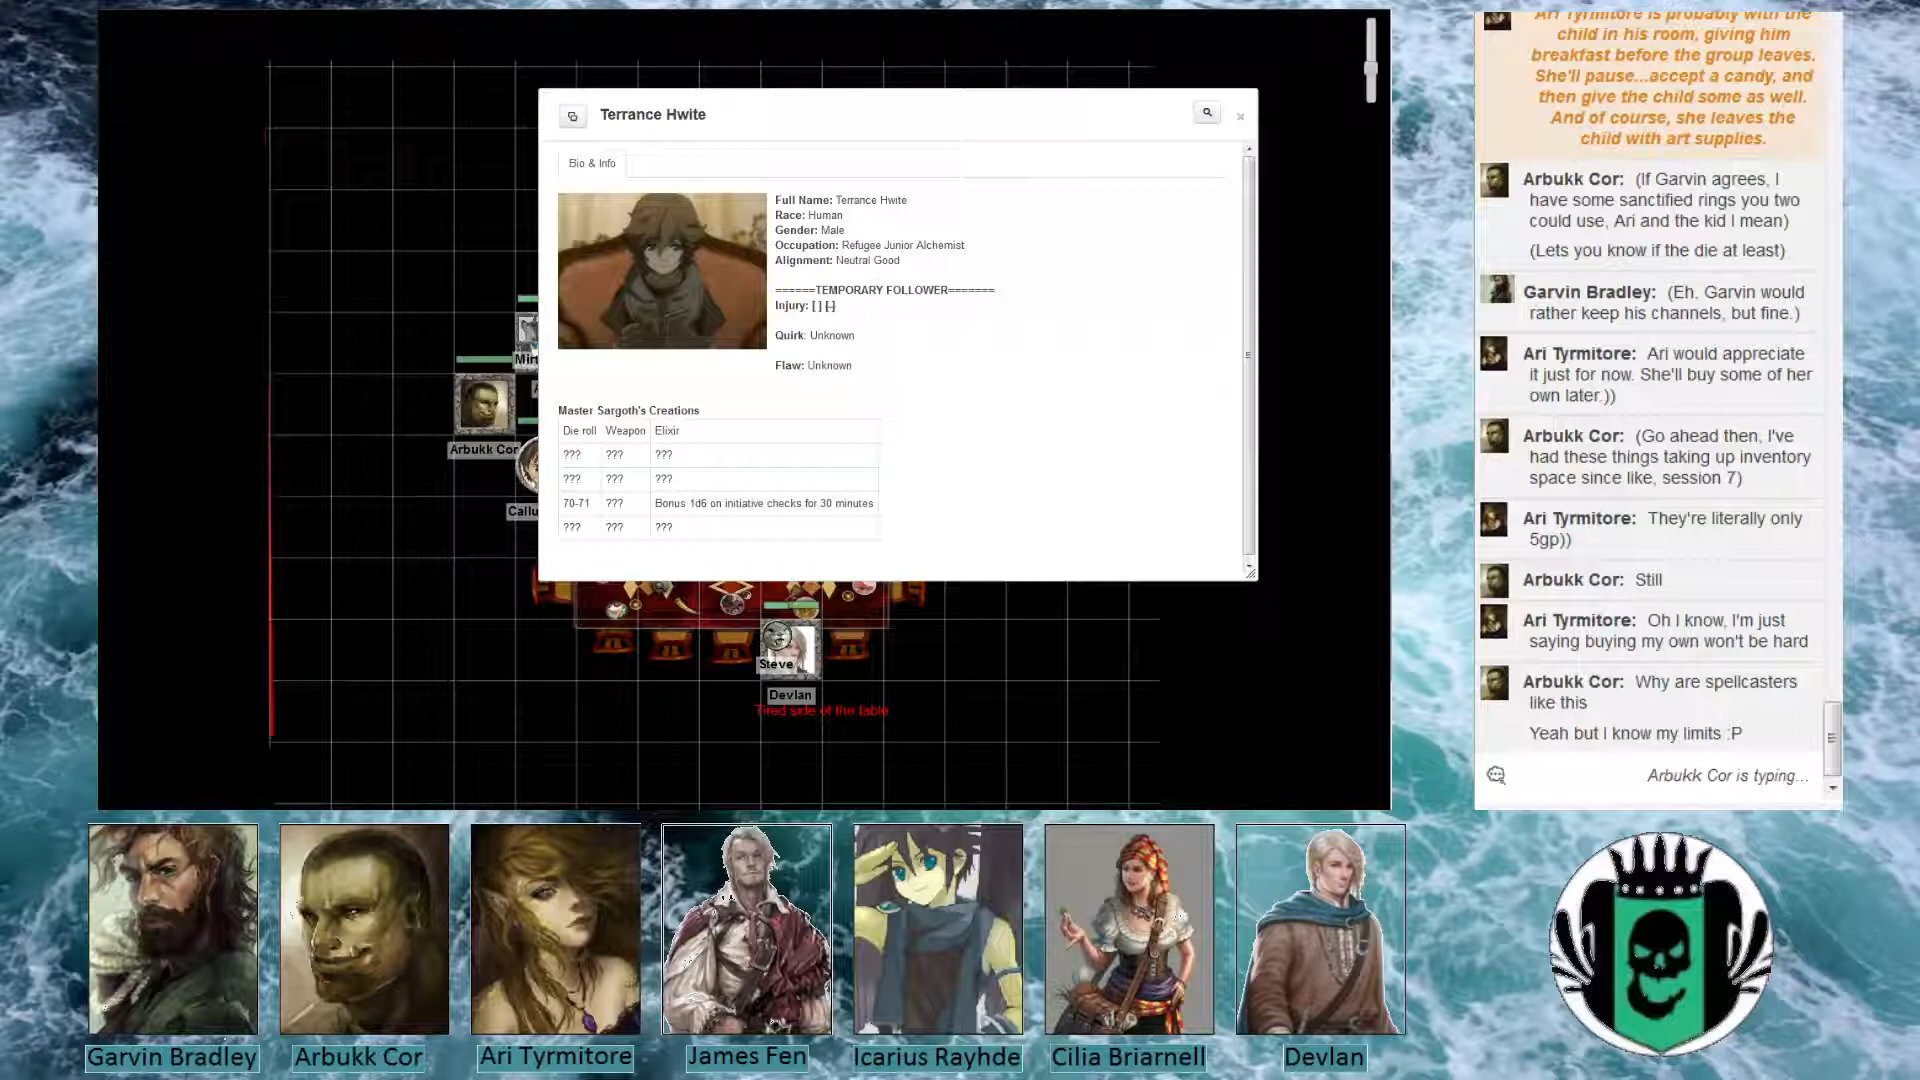 Terrance Hwite
Bio & Info
Full Name: Terrance Hwite
Race: Human
Gender: Male
Occupation: Refugee Junior Alchemist
Alignment: Neutral Good
======TEMPORARY FOLLOWER=======
Injury: [ ] [-]
Quirk: Unknown
Flaw: Unknown
Master Sargoth's Creations
Die roll Weapon Elixir
??? ??? ???
??? ??? ???
70-71 ??? Bonus 1d6 on initiative checks for 30 minutes
??? ??? ???
Mirt
Arbukk Cor
Callu
Steve
Devlan
Tired side of the table
Ari Tyrmitore is probably with the
child in his room, giving him
breakfast before the group leaves.
She'll pause...accept a candy, and
then give the child some as well.
And of course, she leaves the
child with art supplies.
Arbukk Cor: (If Garvin agrees, I
have some sanctified rings you two
could use, Ari and the kid I mean)
(Lets you know if the die at least)
Garvin Bradley: (Eh, Garvin would
rather keep his channels, but fine.)
Ari Tyrmitore: Ari would appreciate
it just for now. She'll buy some of her
own later.))
Arbukk Cor: (Go ahead then, I've
had these things taking up inventory
space since like, session 7)
Ari Tyrmitore: They're literally only
5gp))
Arbukk Cor: Still
Ari Tyrmitore: Oh I know, I'm just
saying buying my own won't be hard
Arbukk Cor: Why are spellcasters
like this
Yeah but I know my limits :P
Arbukk Cor is typing...
Garvin Bradley
Arbukk Cor
Ari Tyrmitore
James Fen
Icarius Rayhde
Cilia Briarnell
Devlan